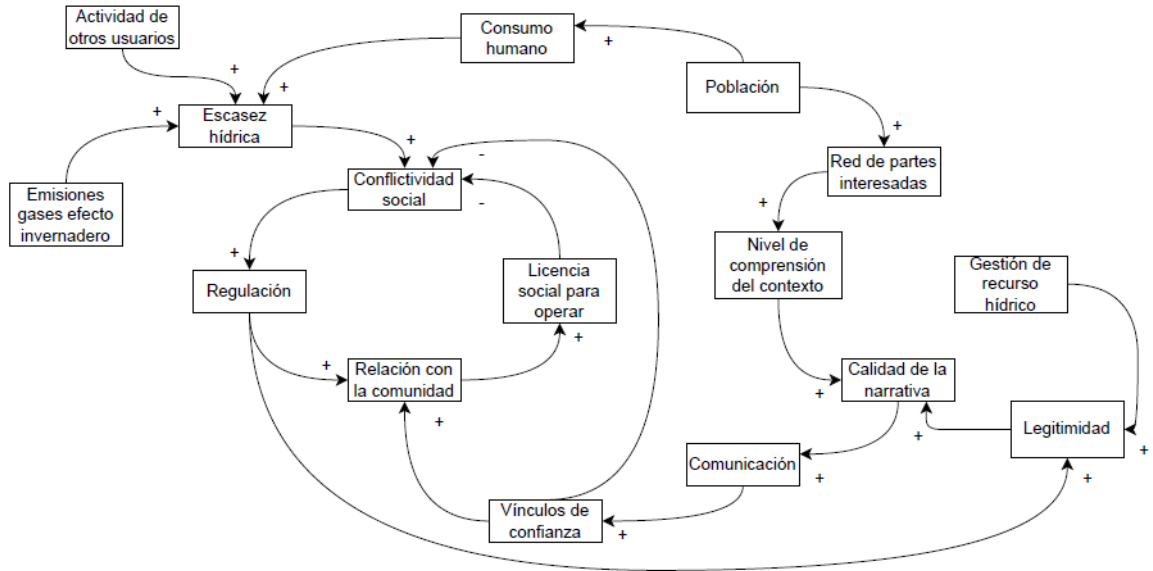 Actividad de
otros usuarios
+
Consumo
humano
+
Población
+
+
Escasez
hídrica
+
+
-
Conflictividad
social
-
+
Red de partes
interesadas
+
Emisiones
gases efecto
invernadero
+
Regulación
Licencia
social para
operar
+
Nivel de
comprensión
del contexto
Gestión de
recurso
hídrico
+
Relación con
la comunidad
+
Calidad de la
narrativa
+
+
Legitimidad
+
+
Comunicación
+
Vínculos de
confianza
+